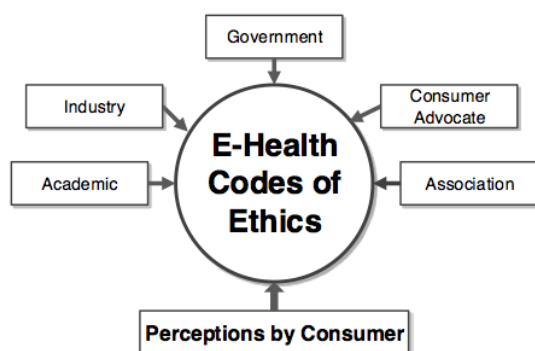 Government
Industry
Consumer
Advocate
E-Health
Codes of
Ethics
Academic
Association
Perceptions by Consumer